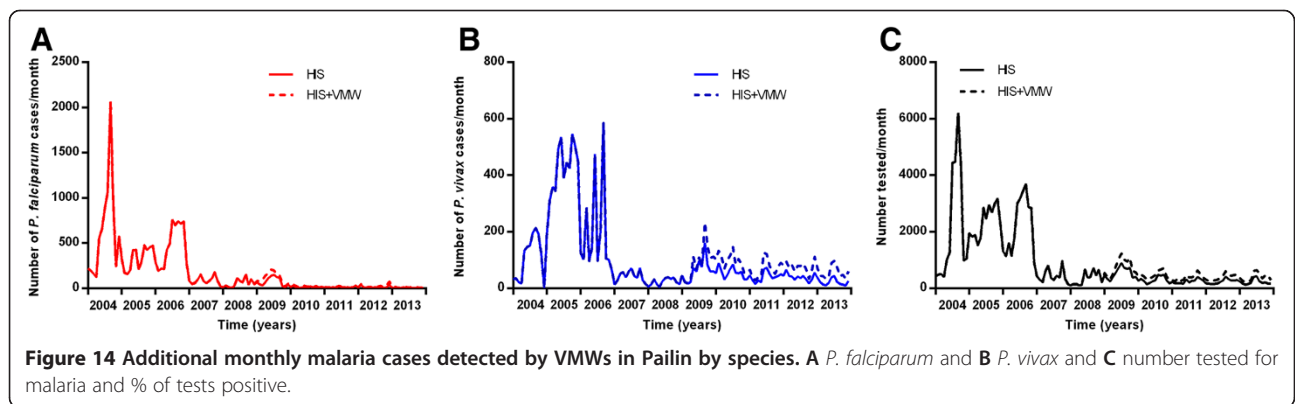 A
B
C
Number of P. falciparum cases/month
2500
2000
1500
1000
500
0
HIS
HIS+VMW
2004 2005 2006 2007 2008 2009 2010 2011 2012 2013
Time (years)
Number of P. vivax cases/month
800
600
400
200
0
HIS
HIS+VMW
2004 2005 2006 2007 2008 2009 2010 2011 2012 2013
Time (years)
Number tested/month
8000
6000
4000
2000
0
HIS
HIS+VMW
2004 2005 2006 2007 2008 2009 2010 2011 2012 2013
Time (years)
Figure 14 Additional monthly malaria cases detected by VMWs in Pailin by species. A P. falciparum and B P. vivax and C number tested for
malaria and % of tests positive.